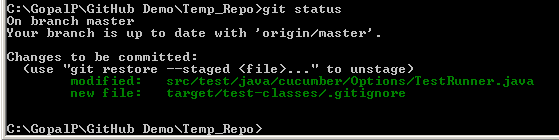 C:\GopalP\GitHub Demo\Temp_Repo>git status
On branch master
Your branch is up to date with 'origin/master'.
Changes to be committed:
(use "git restore --staged <file>..." to unstage)
modified: src/test/java/cucumber/Options/TestRunner.java
new file: target/test-classes/.gitignore
C:\GopalP\GitHub Demo\Temp_Repo>